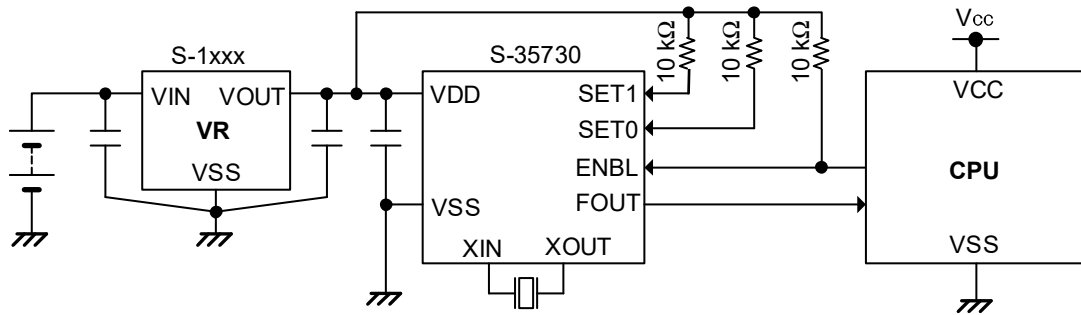 S-1xxx
VIN VOUT
VR
VSS
S-35730
VDD
VSS
SET1
SET0
ENBL
FOUT
XIN XOUT
10 kΩ
10 kΩ
10 kΩ
Vcc
VCC
CPU
VSS